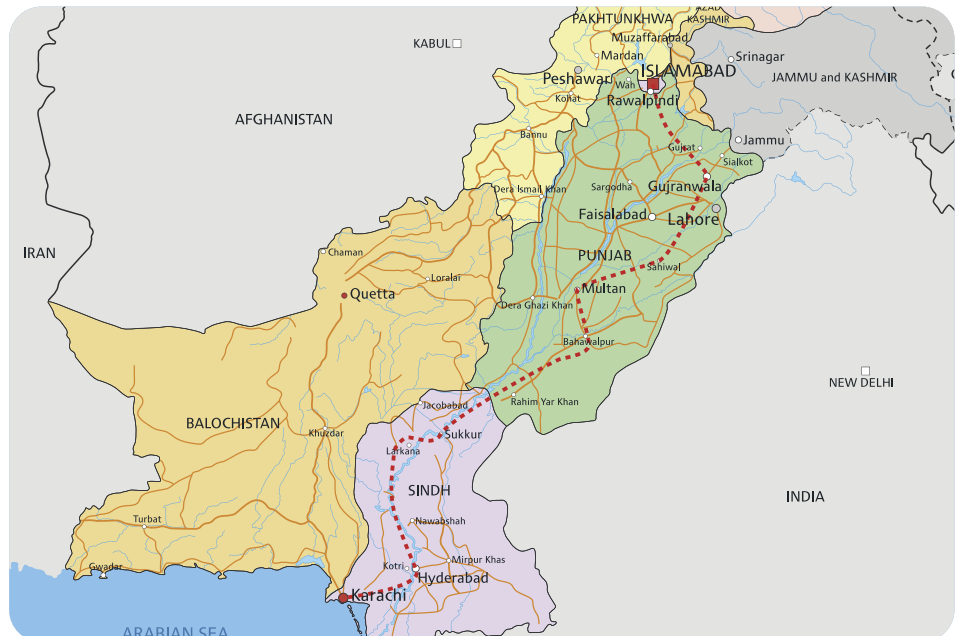 AZAD
PAKHTUNKHWA
KASHMIR
Muzaffarabad
KABUL
Mardan
Srinagar
Peshawar
ISLAMABAD
JAMMU and KASHMIR
Wah
Kohat
Rawalpindi
AFGHANISTAN
Bannu
Jammu
Gujrat
Sialkot
Dera Ismail Khan
Sargodha
Gujranwala
Faisalabad
Lahore
IRAN
Chaman
PUNJAB
Sahiwal
Loralai
Quetta
Multan
Dera Ghazi Khan
Bahawalpur
NEW DELHI
Rahim Yar Khan
Jacobabad
BALOCHISTAN
Khuzdar
Sukkur
Larkana
SINDH
INDIA
Turbat
Nawabshah
Mirpur Khas
Gwadar
Kotri
Hyderabad
Karachi
ARABIAN SEA